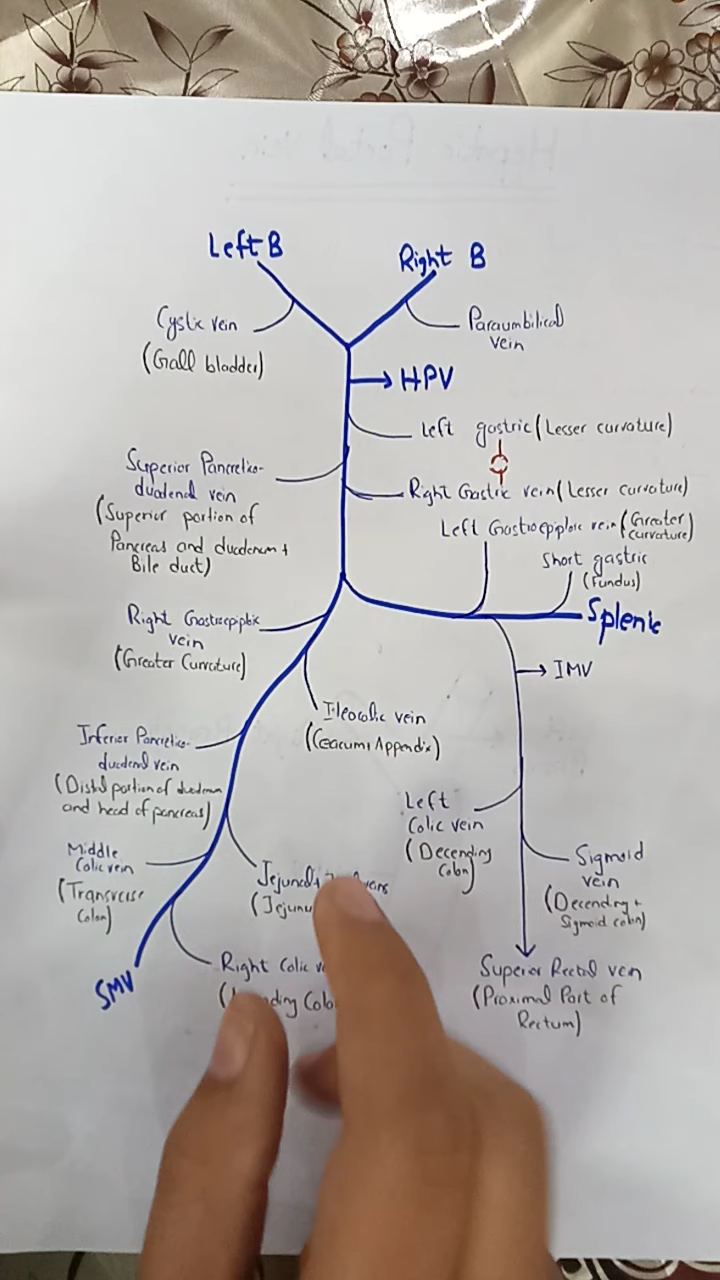 Left B
Right B
Cystic vein
(Gall bladder)
Paraumbilical
vein
HPV
Left gastric (Lesser curvature)
Superior Pancretico-
duodenal vein
(Superior portion of
Pancreas and duodenum +
Bile duct)
Right Gastric vein (Lesser curvature)
Left Gastroepiploic vein (Greater
curvature)
Short gastric
(Fundus)
Splenic
Right Gastroepiploic
vein
(Greater Curvature)
IMV
Ileocolic vein
(Ceacum, Appendix)
Inferior Pancretico-
duodenal vein
(Distal portion of duodenum
and head of pancreas)
Left
Colic vein
(Decending
Colon)
Middle
Colic vein
(Transverse
Colon)
Sigmoid
vein
(Decending +
Sigmoid colon)
Jejunal
SMV
Right Colic
Superior Rectal vein
(Proximal Part of
Rectum)